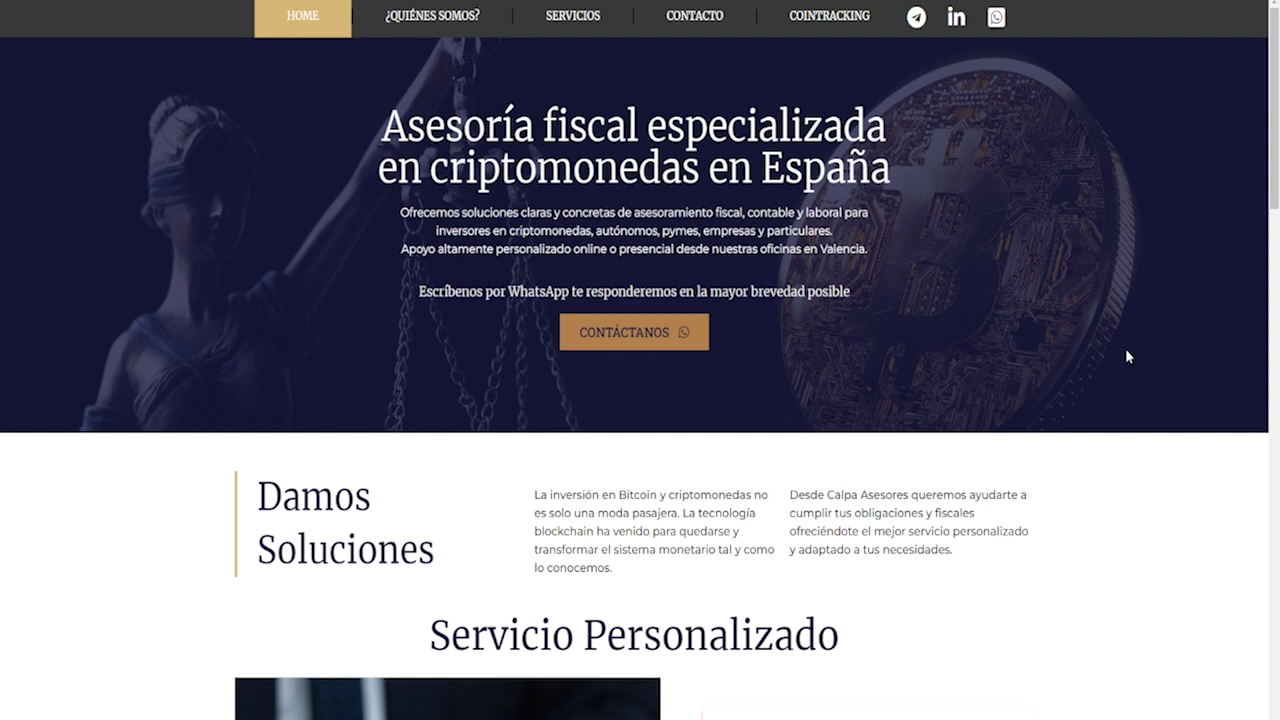 HOME
¿QUIÉNES SOMOS?
SERVICIOS
CONTACTO
COINTRACKING
Asesoría fiscal especializada
en criptomonedas en España
Ofrecemos soluciones claras y concretas de asesoramiento fiscal, contable y laboral para
inversores en criptomonedas, autónomos, pymes, empresas y particulares.
Apoyo altamente personalizado online o presencial desde nuestras oficinas en Valencia.
Escríbenos por WhatsApp te responderemos en la mayor brevedad posible
CONTÁCTANOS
Damos
Soluciones
La inversión en Bitcoin y criptomonedas no
es solo una moda pasajera. La tecnología
blockchain ha venido para quedarse y
transformar el sistema monetario tal y como
lo conocemos.
Desde Calpa Asesores queremos ayudarte a
cumplir tus obligaciones y fiscales
ofreciéndote el mejor servicio personalizado
y adaptado a tus necesidades.
Servicio Personalizado